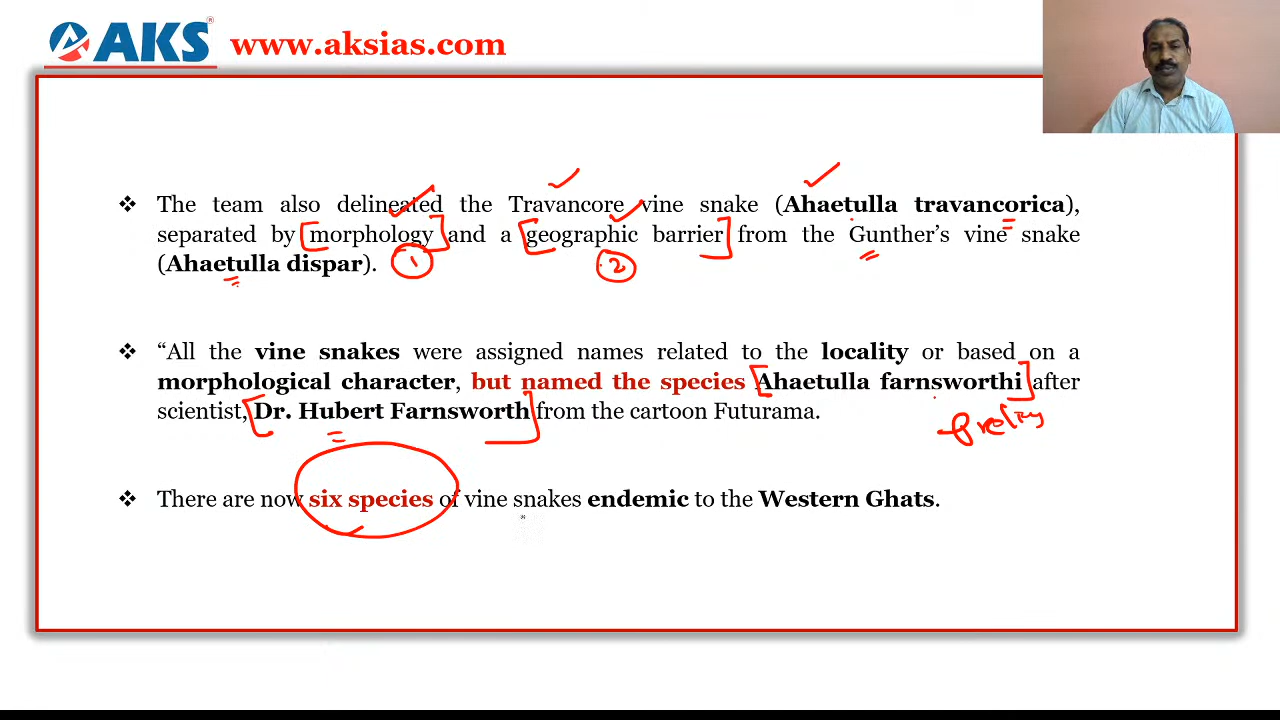 AKS®
www.aksias.com
❖ The team also delineated the Travancore vine snake (Ahaetulla travancorica),
separated by morphology and a geographic barrier from the Gunther’s vine snake
(Ahaetulla dispar).
1
2
❖ “All the vine snakes were assigned names related to the locality or based on a
morphological character, but named the species Ahaetulla farnsworthi after
scientist, Dr. Hubert Farnsworth from the cartoon Futurama.
❖ There are now six species of vine snakes endemic to the Western Ghats.